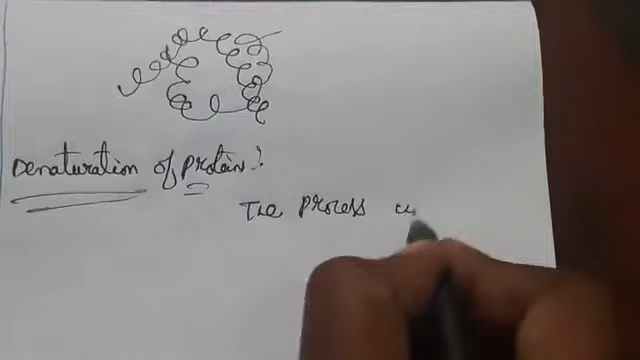 Denaturation of protein:
The process